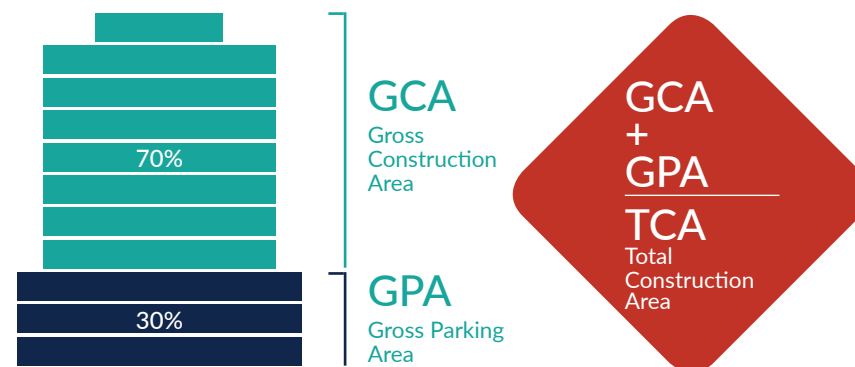 70%
30%
GCA
Gross
Construction
Area
GPA
Gross Parking
Area
GCA
+
GPA
TCA
Total
Construction
Area